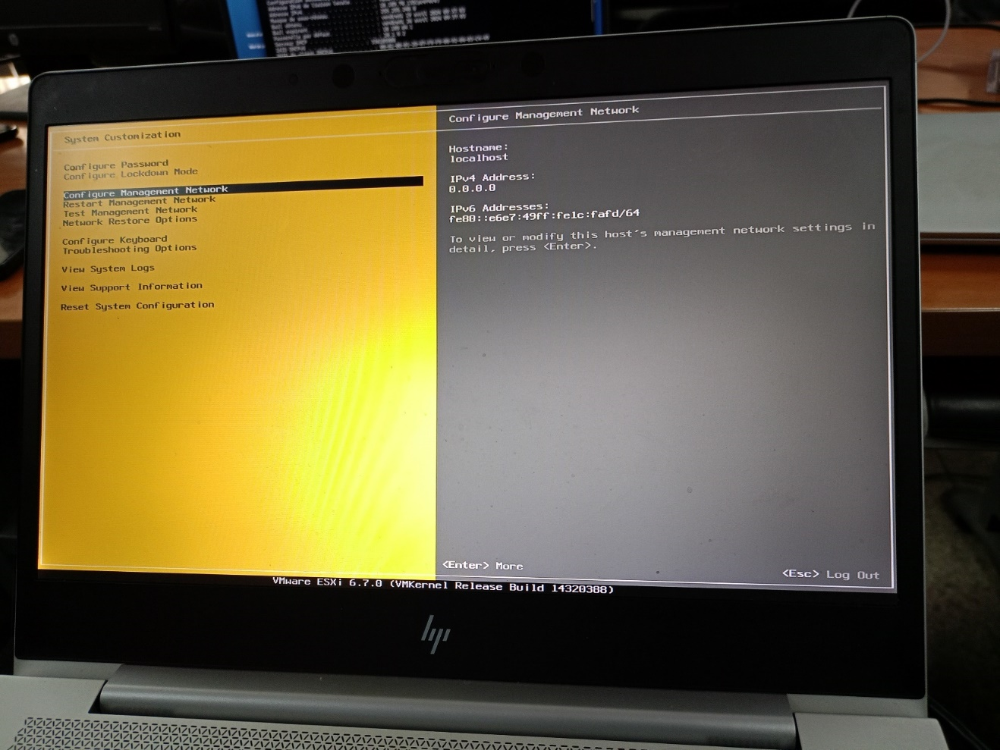 System Customization
Configure Password
Configure Lockdown Mode
Configure Management Network
Restart Management Network
Test Management Network
Network Restore Options
Configure Keyboard
Troubleshooting Options
View System Logs
View Support Information
Reset System Configuration
Configure Management Network
Hostname:
localhost
IPv4 Address:
0.0.0.0
IPv6 Addresses:
fe80::e6e7:49ff:fe1c:fafd/64
To view or modify this host's management network settings in
detail, press <Enter>.
<Enter> More
<Esc> Log Out
VMware ESXi 6.7.0 (VMKernel Release Build 14320388)
hp